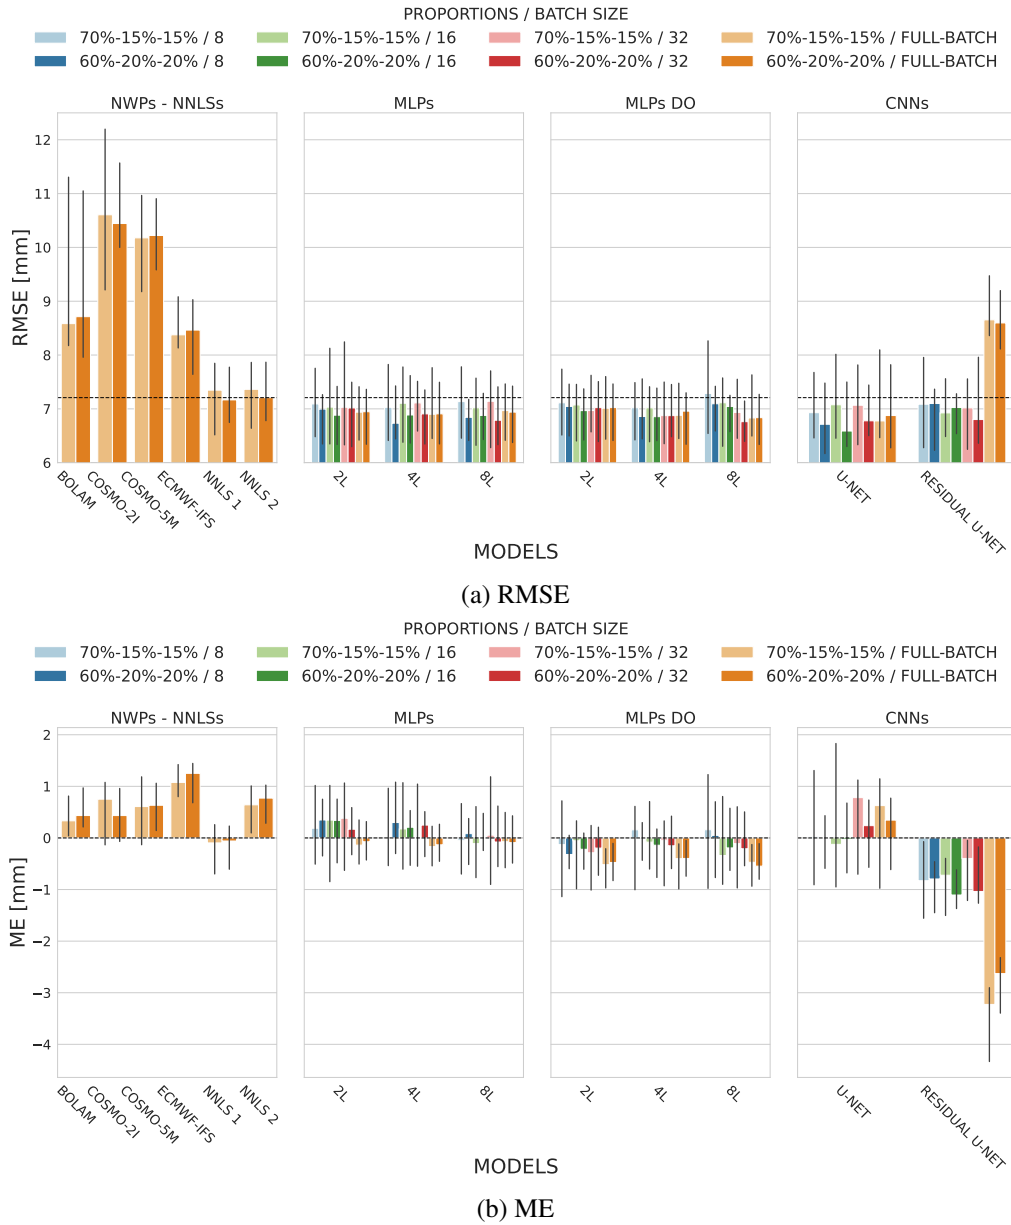 PROPORTIONS / BATCH SIZE
70%-15%-15% / 8 70%-15%-15% / 16 70%-15%-15% / 32 70%-15%-15% / FULL-BATCH
60%-20%-20% / 8 60%-20%-20% / 16 60%-20%-20% / 32 60%-20%-20% / FULL-BATCH
NWPs - NNLSs MLPs MLPs DO CNNs
RMSE [mm]
12
11
10
9
8
7
6
BOLAM COSMO-2I COSMO-5M ECMWF-IFS NNLS 1 NNLS 2 2L 4L 8L 2L 4L 8L U-NET RESIDUAL U-NET
MODELS
(a) RMSE
PROPORTIONS / BATCH SIZE
70%-15%-15% / 8 70%-15%-15% / 16 70%-15%-15% / 32 70%-15%-15% / FULL-BATCH
60%-20%-20% / 8 60%-20%-20% / 16 60%-20%-20% / 32 60%-20%-20% / FULL-BATCH
NWPs - NNLSs MLPs MLPs DO CNNs
ME [mm]
2
1
0
−1
−2
−3
−4
BOLAM COSMO-2I COSMO-5M ECMWF-IFS NNLS 1 NNLS 2 2L 4L 8L 2L 4L 8L U-NET RESIDUAL U-NET
MODELS
(b) ME